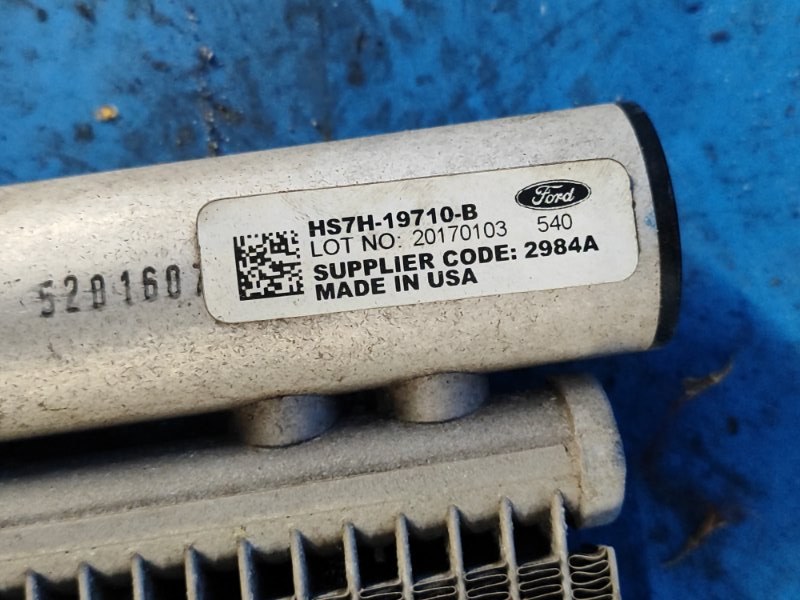 Ford
HS7H-19710-B
LOT NO: 20170103 540
SUPPLIER CODE: 2984A
MADE IN USA